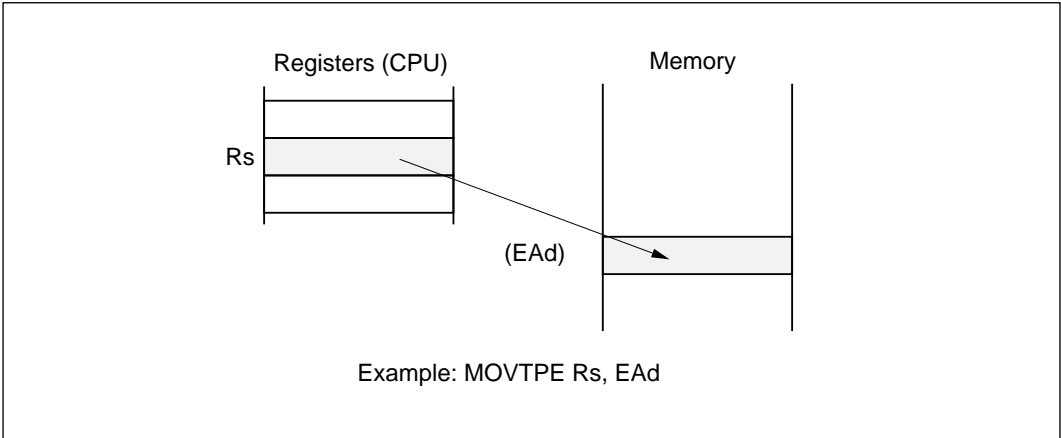 Registers (CPU)
Memory
Rs
(EAd)
Example: MOVTPE Rs, EAd